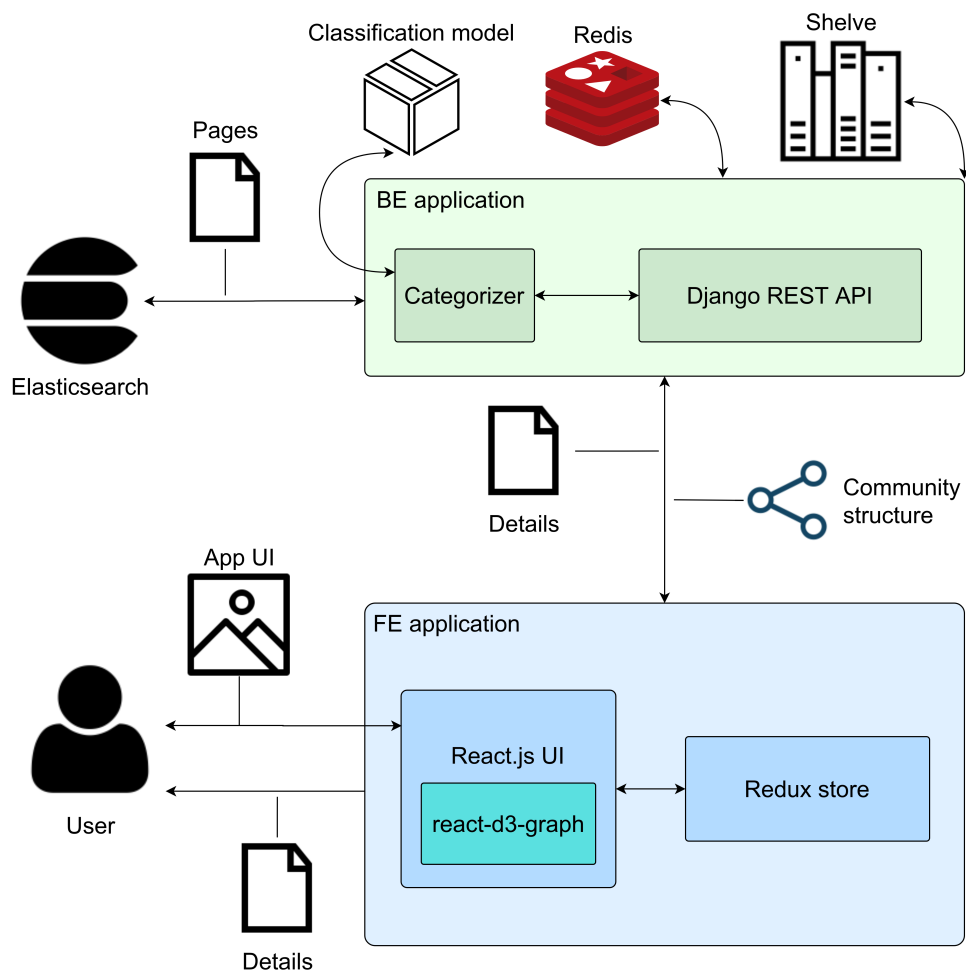 Shelve
Classification model
Redis
Pages
BE application
Categorizer
Django REST API
Elasticsearch
Details
Community
structure
App UI
FE application
React.js UI
react-d3-graph
Redux store
User
Details